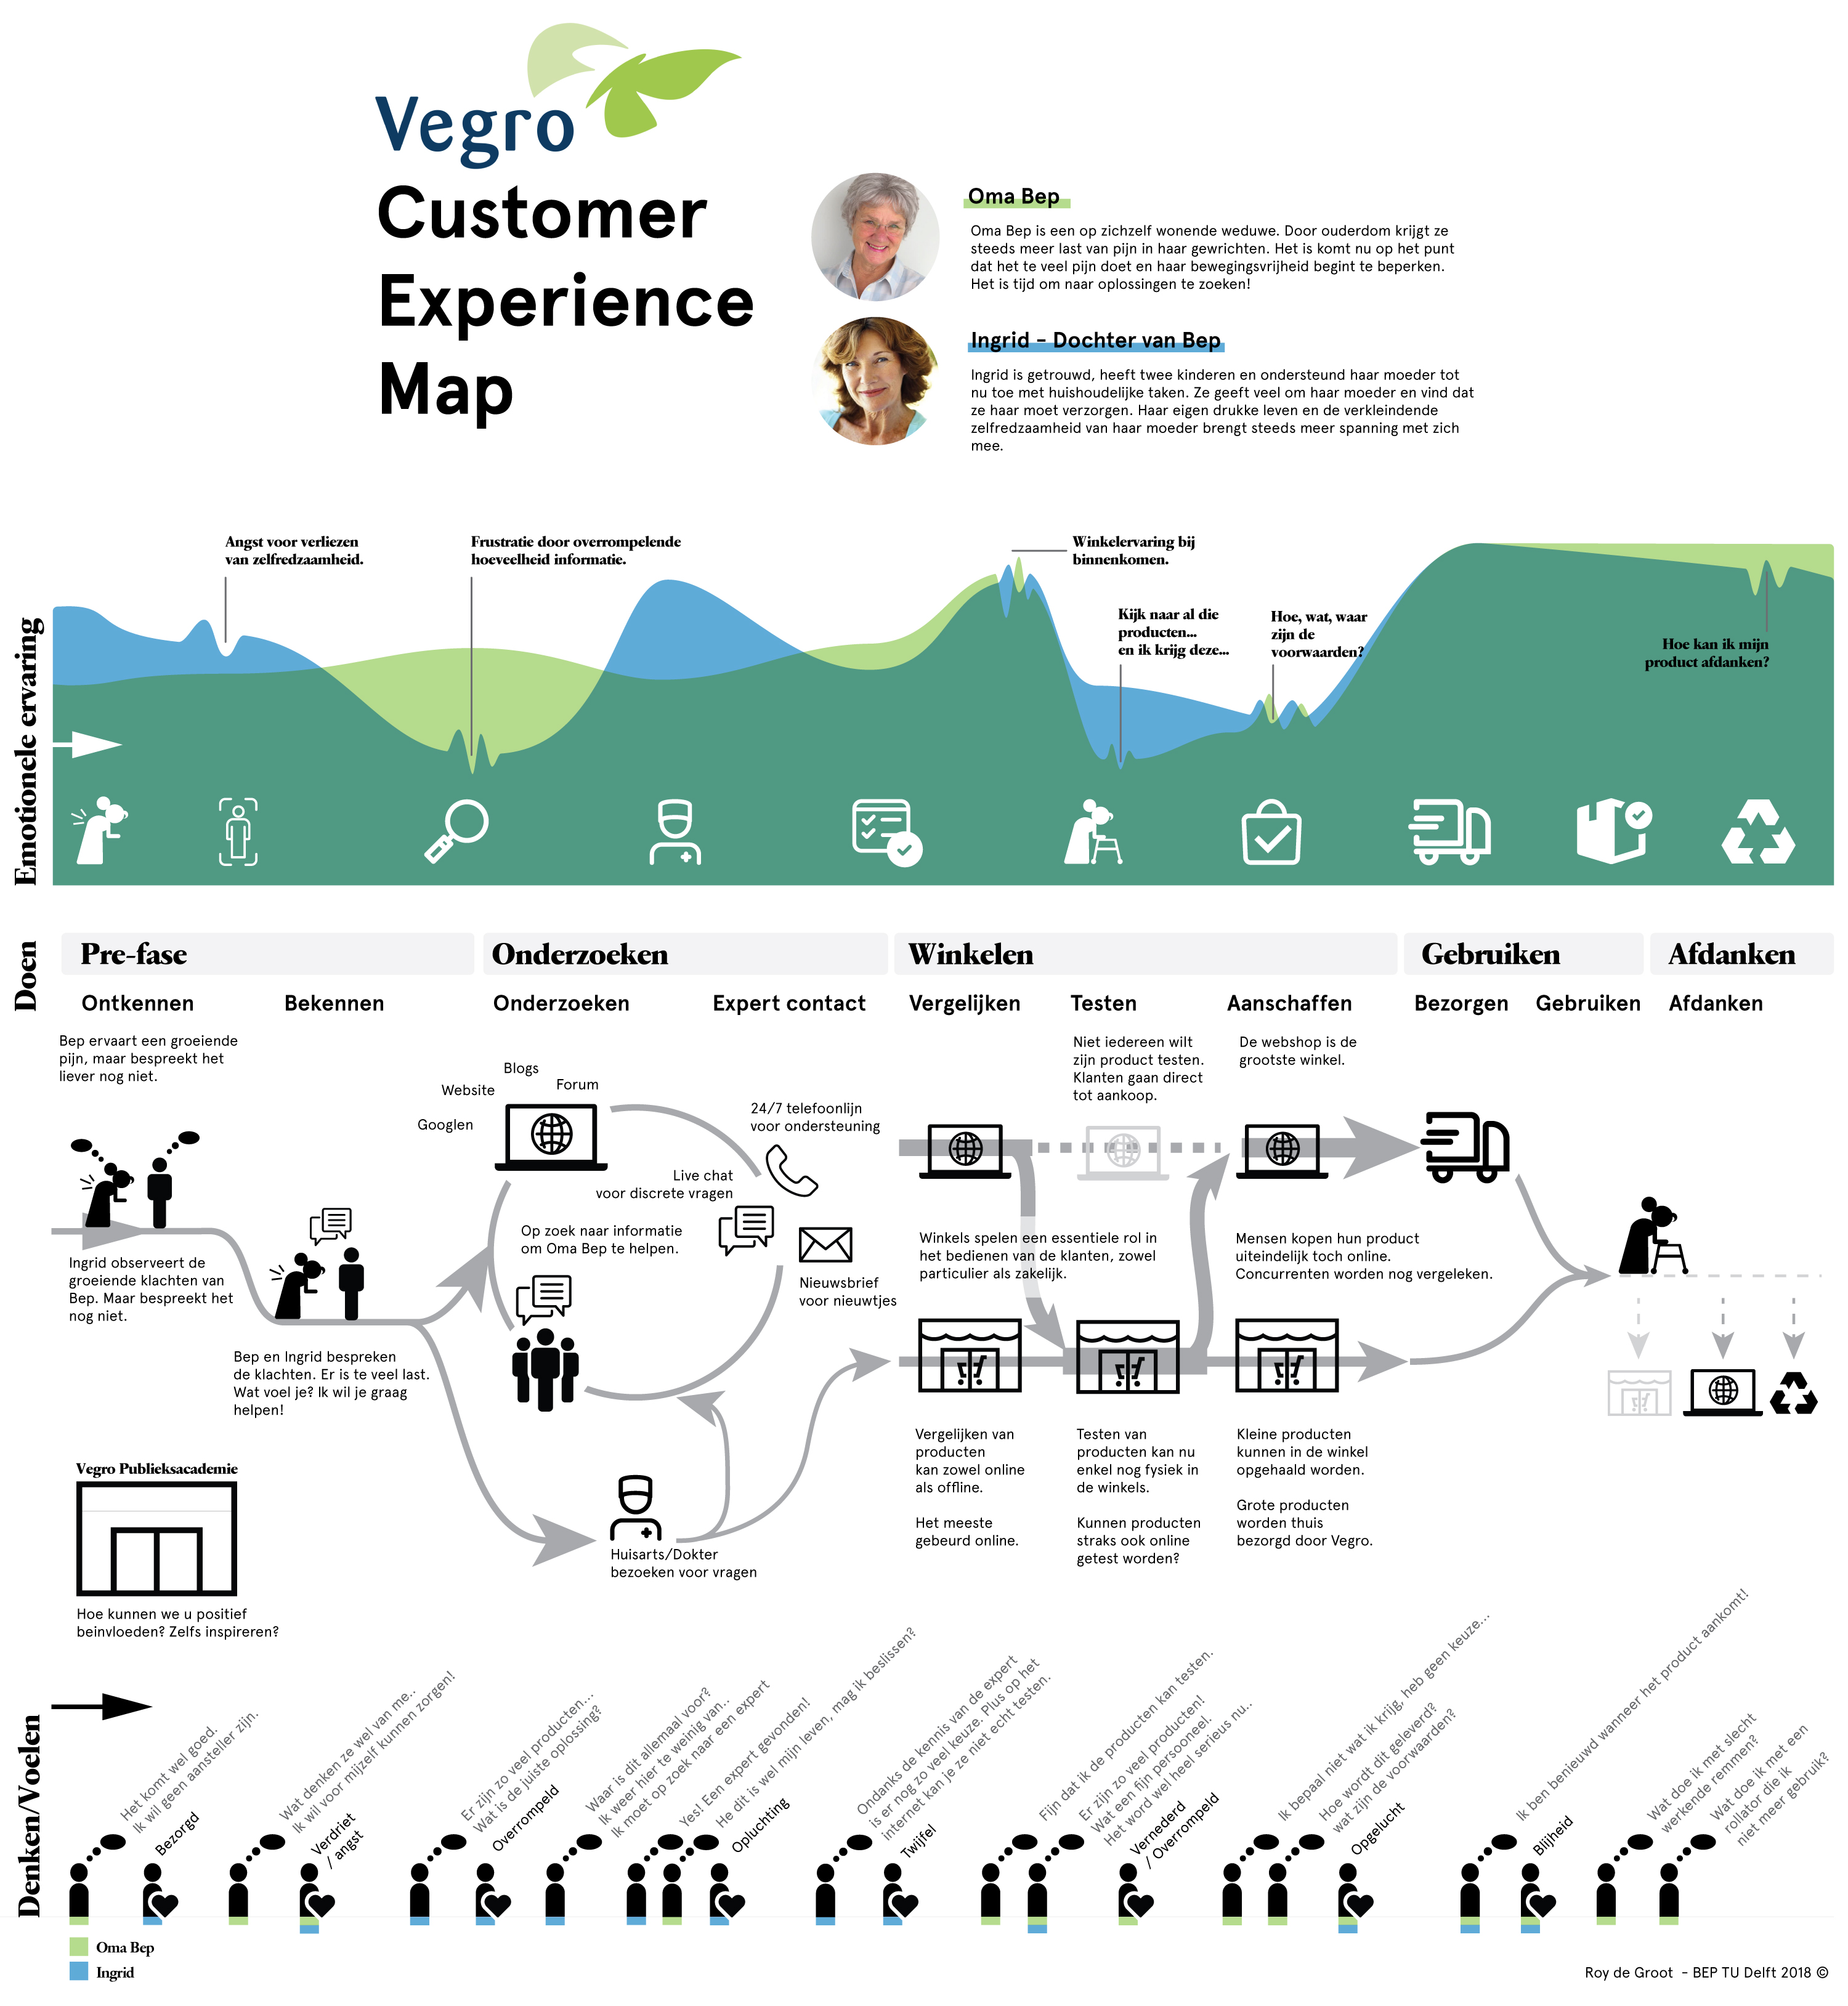 Vegro
Customer
Experience
Map
Oma Bep
Oma Bep is een op zichzelf wonende weduwe. Door ouderdom krijgt ze
steeds meer last van pijn in haar gewrichten. Het is komt nu op het punt
dat het te veel pijn doet en haar bewegingsvrijheid begint te beperken.
Het is tijd om naar oplossingen te zoeken!
Ingrid – Dochter van Bep
Ingrid is getrouwd, heeft twee kinderen en ondersteund haar moeder tot
nu toe met huishoudelijke taken. Ze geeft veel om haar moeder en vind dat
ze haar moet verzorgen. Haar eigen drukke leven en de verkleindende
zelfredzaamheid van haar moeder brengt steeds meer spanning met zich
mee.
Emotionele ervaring
Angst voor verliezen
van zelfredzaamheid.
Frustratie door overrompelende
hoeveelheid informatie.
Winkelervaring bij
binnenkomen.
Kijk naar al die
producten...
en ik krijg deze...
Hoe, wat, waar
zijn de
voorwaarden?
Hoe kan ik mijn
product afdanken?
Doen
Pre-fase
Onderzoeken
Winkelen
Gebruiken
Afdanken
Ontkennen
Bekennen
Onderzoeken
Expert contact
Vergelijken
Testen
Aanschaffen
Bezorgen
Gebruiken
Afdanken
Bep ervaart een groeiende
pijn, maar bespreekt het
liever nog niet.
Ingrid observeert de
groeiende klachten van
Bep. Maar bespreekt het
nog niet.
Bep en Ingrid bespreken
de klachten. Er is te veel last.
Wat voel je? Ik wil je graag
helpen!
Vegro Publieksacademie
Hoe kunnen we u positief
beinvloeden? Zelfs inspireren?
Blogs
Website
Forum
Googlen
24/7 telefoonlijn
voor ondersteuning
Live chat
voor discrete vragen
Op zoek naar informatie
om Oma Bep te helpen.
Nieuwsbrief
voor nieuwtjes
Huisarts/Dokter
bezoeken voor vragen
Niet iedereen wilt
zijn product testen.
Klanten gaan direct
tot aankoop.
De webshop is de
grootste winkel.
Winkels spelen een essentiele rol in
het bedienen van de klanten, zowel
particulier als zakelijk.
Mensen kopen hun product
uiteindelijk toch online.
Concurrenten worden nog vergeleken.
Vergelijken van
producten
kan zowel online
als offline.
Het meeste
gebeurd online.
Testen van
producten kan nu
enkel nog fysiek in
de winkels.
Kunnen producten
straks ook online
getest worden?
Kleine producten
kunnen in de winkel
opgehaald worden.
Grote producten
worden thuis
bezorgd door Vegro.
Denken/Voelen
Het komt wel goed.
Ik wil geen aansteller zijn.
Bezorgd
Wat denken ze wel van me..
Ik wil voor mijzelf kunnen zorgen!
Verdriet
/ angst
Er zijn zo veel producten...
Wat is de juiste oplossing?
Overrompeld
Waar is dit allemaal voor?
Ik weer hier te weinig van..
Ik moet op zoek naar een expert
Yes! Een expert gevonden!
He dit is wel mijn leven, mag ik beslissen?
Opluchting
Ondanks de kennis van de expert
is er nog zo veel keuze. Plus op het
internet kan je ze niet echt testen.
Twijfel
Fijn dat ik de producten kan testen.
Er zijn zo veel producten!
Wat een fijn persooneel.
Het word wel heel serieus nu..
Vernederd
/ Overrompeld
Ik bepaal niet wat ik krijg, heb geen keuze...
Hoe wordt dit geleverd?
wat zijn de voorwaarden?
Opgelucht
Ik ben benieuwd wanneer het product aankomt!
Blijheid
Wat doe ik met slecht
werkende remmen?
Wat doe ik met een
rollator die ik
niet meer gebruik?
Oma Bep
Ingrid
Roy de Groot - BEP TU Delft 2018 ©